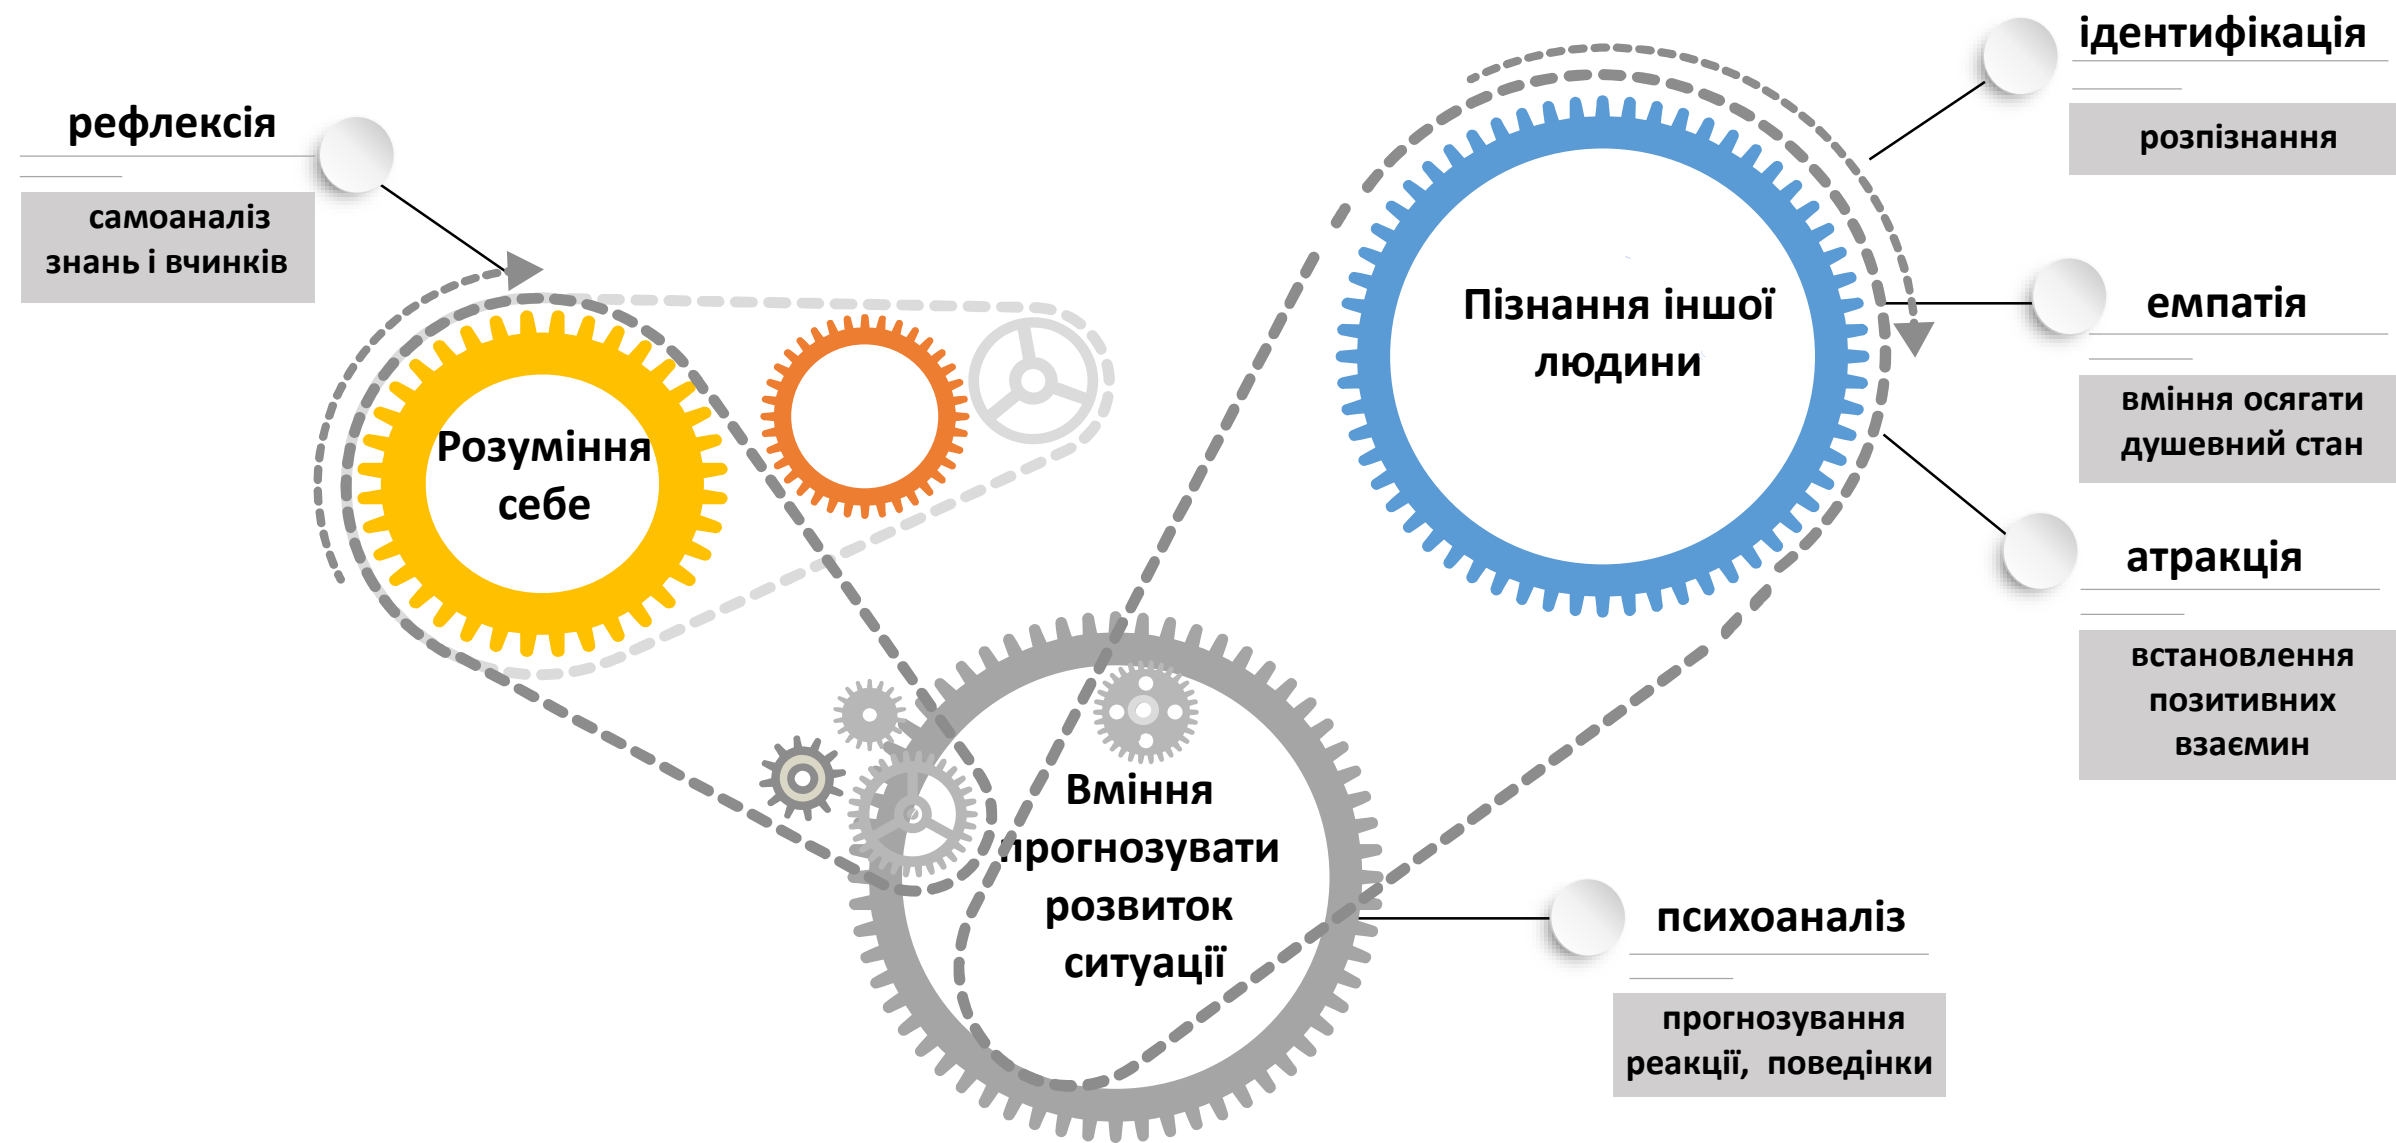 рефлексія
самоаналіз
знань і вчинків
Розуміння
себе
Пізнання іншої
людини
ідентифікація
розпізнання
емпатія
вміння осягати
душевний стан
атракція
встановлення
позитивних
взаємин
Вміння
прогнозувати
розвиток
ситуації
психоаналіз
прогнозування
реакції, поведінки